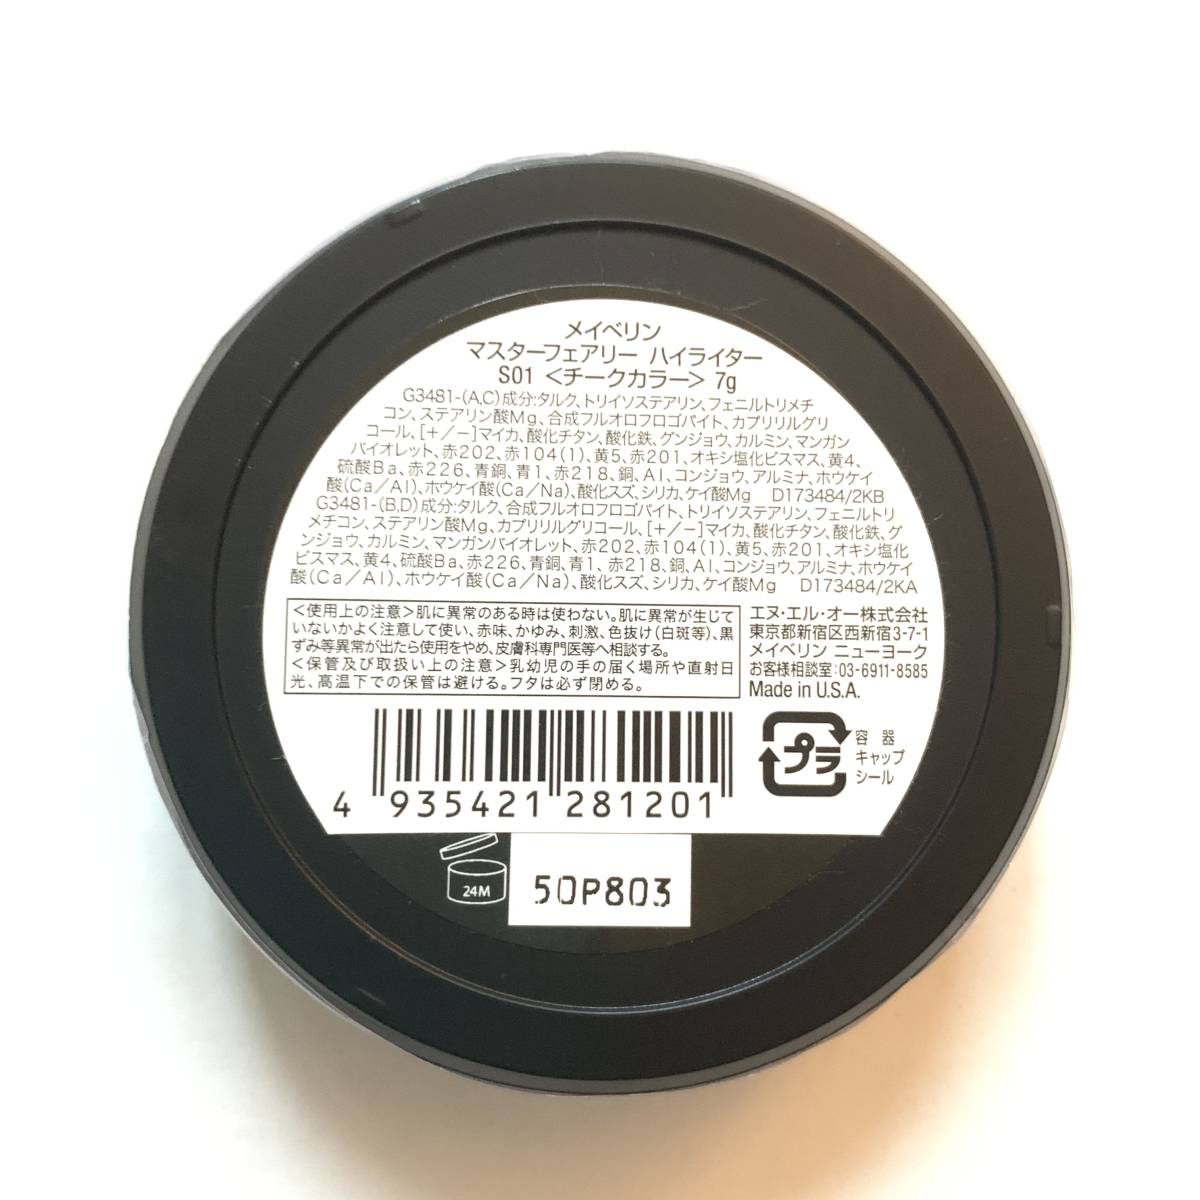 メイベリン
マスターフェアリー ハイライター
S01 <チークカラー> 7g
G3481-(A,C)成分:タルク、トリイソステアリン、フェニルトリメチ
コン、ステアリン酸Mg、合成フルオロフロゴパイト、カプリリルグリ
コール、[+/−]マイカ、酸化チタン、酸化鉄、グンジョウ、カルミン、マンガン
バイオレット、赤202、赤104(1)、黄5、赤201、オキシ塩化ビスマス、黄4、
硫酸Ba、赤226、青銅、青1、赤218、銅、Al、コンジョウ、アルミナ、ホウケイ
酸(Ca/Al)、ホウケイ酸(Ca/Na)、酸化スズ、シリカ、ケイ酸Mg D173484/2KB
G3481-(B,D)成分:タルク、合成フルオロフロゴパイト、トリイソステアリン、フェニルトリ
メチコン、ステアリン酸Mg、カプリリルグリコール、[+/−]マイカ、酸化チタン、酸化鉄、グ
ンジョウ、カルミン、マンガンバイオレット、赤202、赤104(1)、黄5、赤201、オキシ塩化
ビスマス、黄4、硫酸Ba、赤226、青銅、青1、赤218、銅、Al、コンジョウ、アルミナ、ホウケイ
酸(Ca/Al)、ホウケイ酸(Ca/Na)、酸化スズ、シリカ、ケイ酸Mg D173484/2KA
<使用上の注意>肌に異常のある時は使わない。肌に異常が生じて
いないかよく注意して使い、赤味、かゆみ、刺激、色抜け(白斑等)、黒
ずみ等異常が出たら使用をやめ、皮膚科専門医等へ相談する。
<保管及び取扱い上の注意>乳幼児の手の届く場所や直射日
光、高温下での保管は避ける。フタは必ず閉める。
エヌ・エル・オー株式会社
東京都新宿区西新宿3-7-1
メイベリン ニューヨーク
お客様相談室:03-6911-8585
Made in U.S.A.
4 935421 281201
プラ
容器
キャップ
シール
24M
50P803